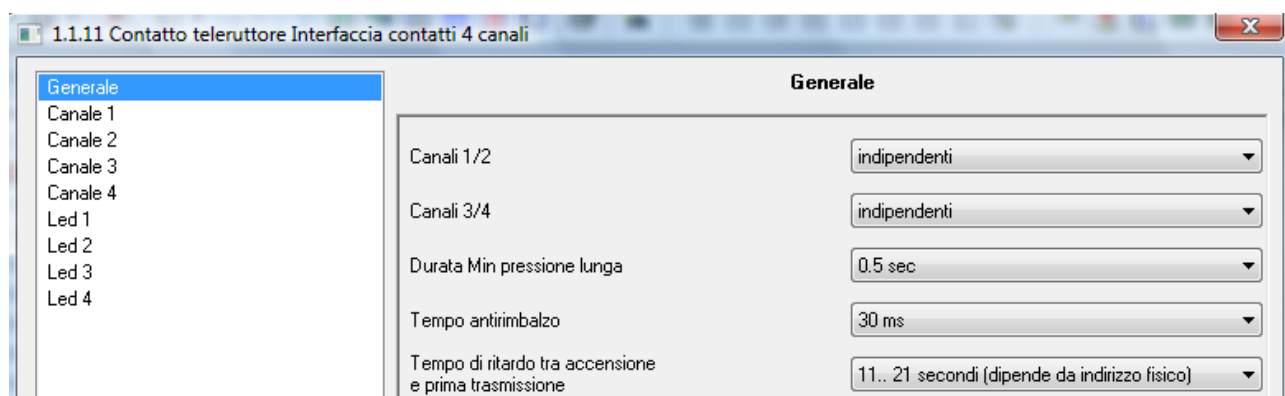 1.1.11 Contatto teleruttore Interfaccia contatti 4 canali
Generale
Canale 1
Canale 2
Canale 3
Canale 4
Led 1
Led 2
Led 3
Led 4
Generale
Canali 1/2
indipendenti
Canali 3/4
indipendenti
Durata Min pressione lunga
0.5 sec
Tempo antirimbalzo
30 ms
Tempo di ritardo tra accensione
e prima trasmissione
11.. 21 secondi (dipende da indirizzo fisico)